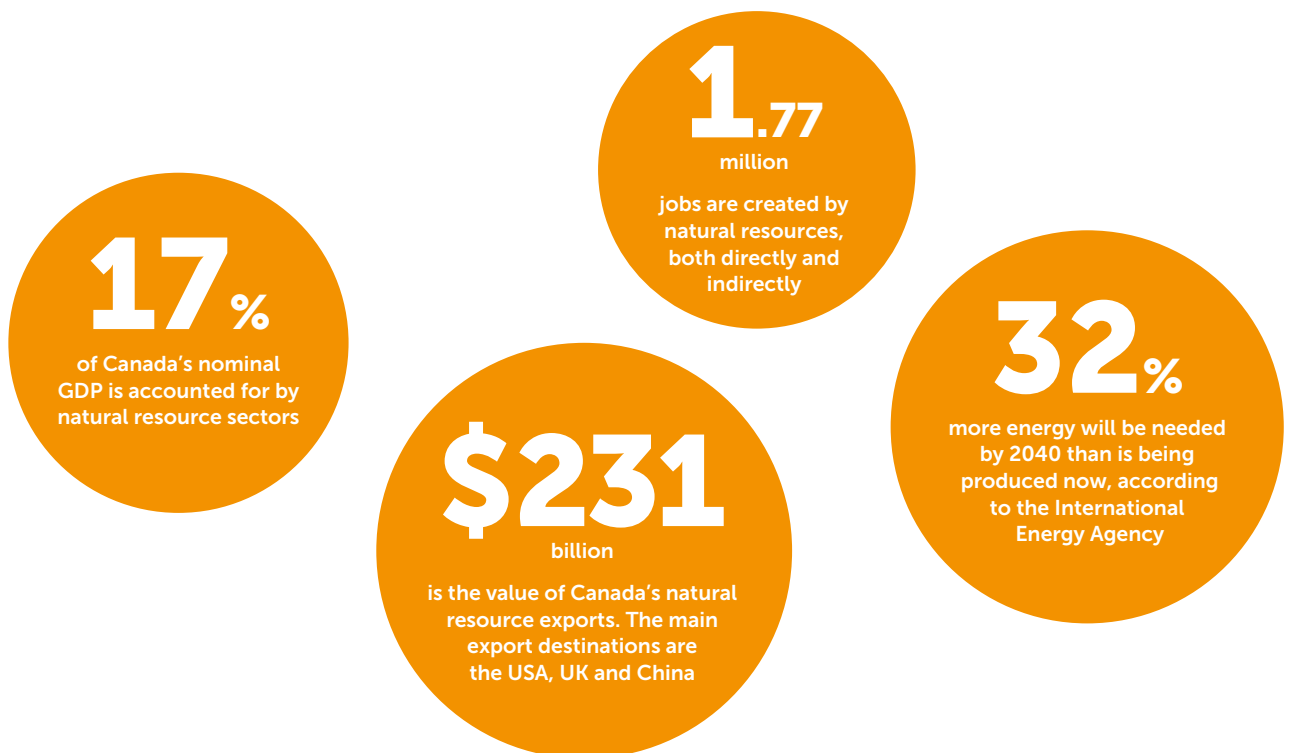 17%
of Canada’s nominal
GDP is accounted for by
natural resource sectors
$231
billion
is the value of Canada’s natural
resource exports. The main
export destinations are
the USA, UK and China
1.77
million
jobs are created by
natural resources,
both directly and
indirectly
32%
more energy will be needed
by 2040 than is being
produced now, according
to the International
Energy Agency